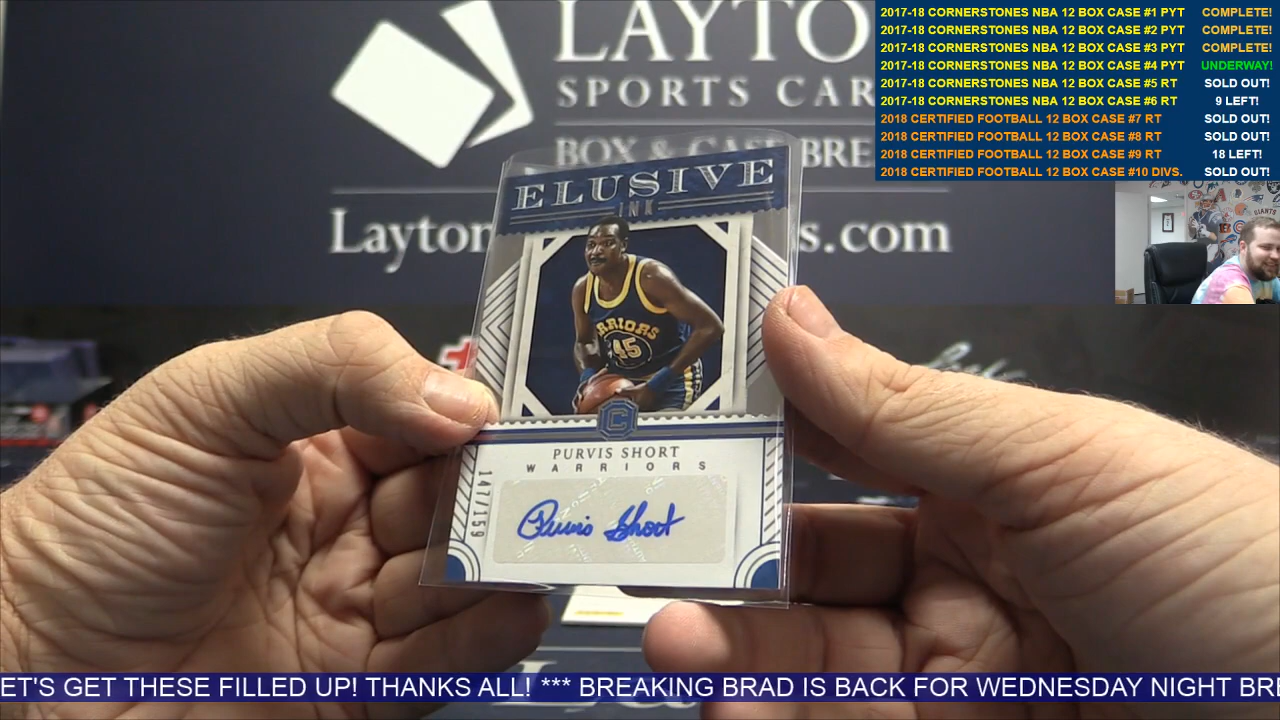 LAYTO
SPORTS CAR
BOX & CASE BRE
Layton
s.com
2017-18 CORNERSTONES NBA 12 BOX CASE #1 PYT COMPLETE!
2017-18 CORNERSTONES NBA 12 BOX CASE #2 PYT COMPLETE!
2017-18 CORNERSTONES NBA 12 BOX CASE #3 PYT COMPLETE!
2017-18 CORNERSTONES NBA 12 BOX CASE #4 PYT UNDERWAY!
2017-18 CORNERSTONES NBA 12 BOX CASE #5 RT SOLD OUT!
2017-18 CORNERSTONES NBA 12 BOX CASE #6 RT 9 LEFT!
2018 CERTIFIED FOOTBALL 12 BOX CASE #7 RT SOLD OUT!
2018 CERTIFIED FOOTBALL 12 BOX CASE #8 RT SOLD OUT!
2018 CERTIFIED FOOTBALL 12 BOX CASE #9 RT 18 LEFT!
2018 CERTIFIED FOOTBALL 12 BOX CASE #10 DIVS. SOLD OUT!
GIANTS
ELUSIVE
INK
WARRIORS
45
C
PURVIS SHORT
WARRIORS
147/159
Purvis Short
ET'S GET THESE FILLED UP! THANKS ALL! *** BREAKING BRAD IS BACK FOR WEDNESDAY NIGHT BRE